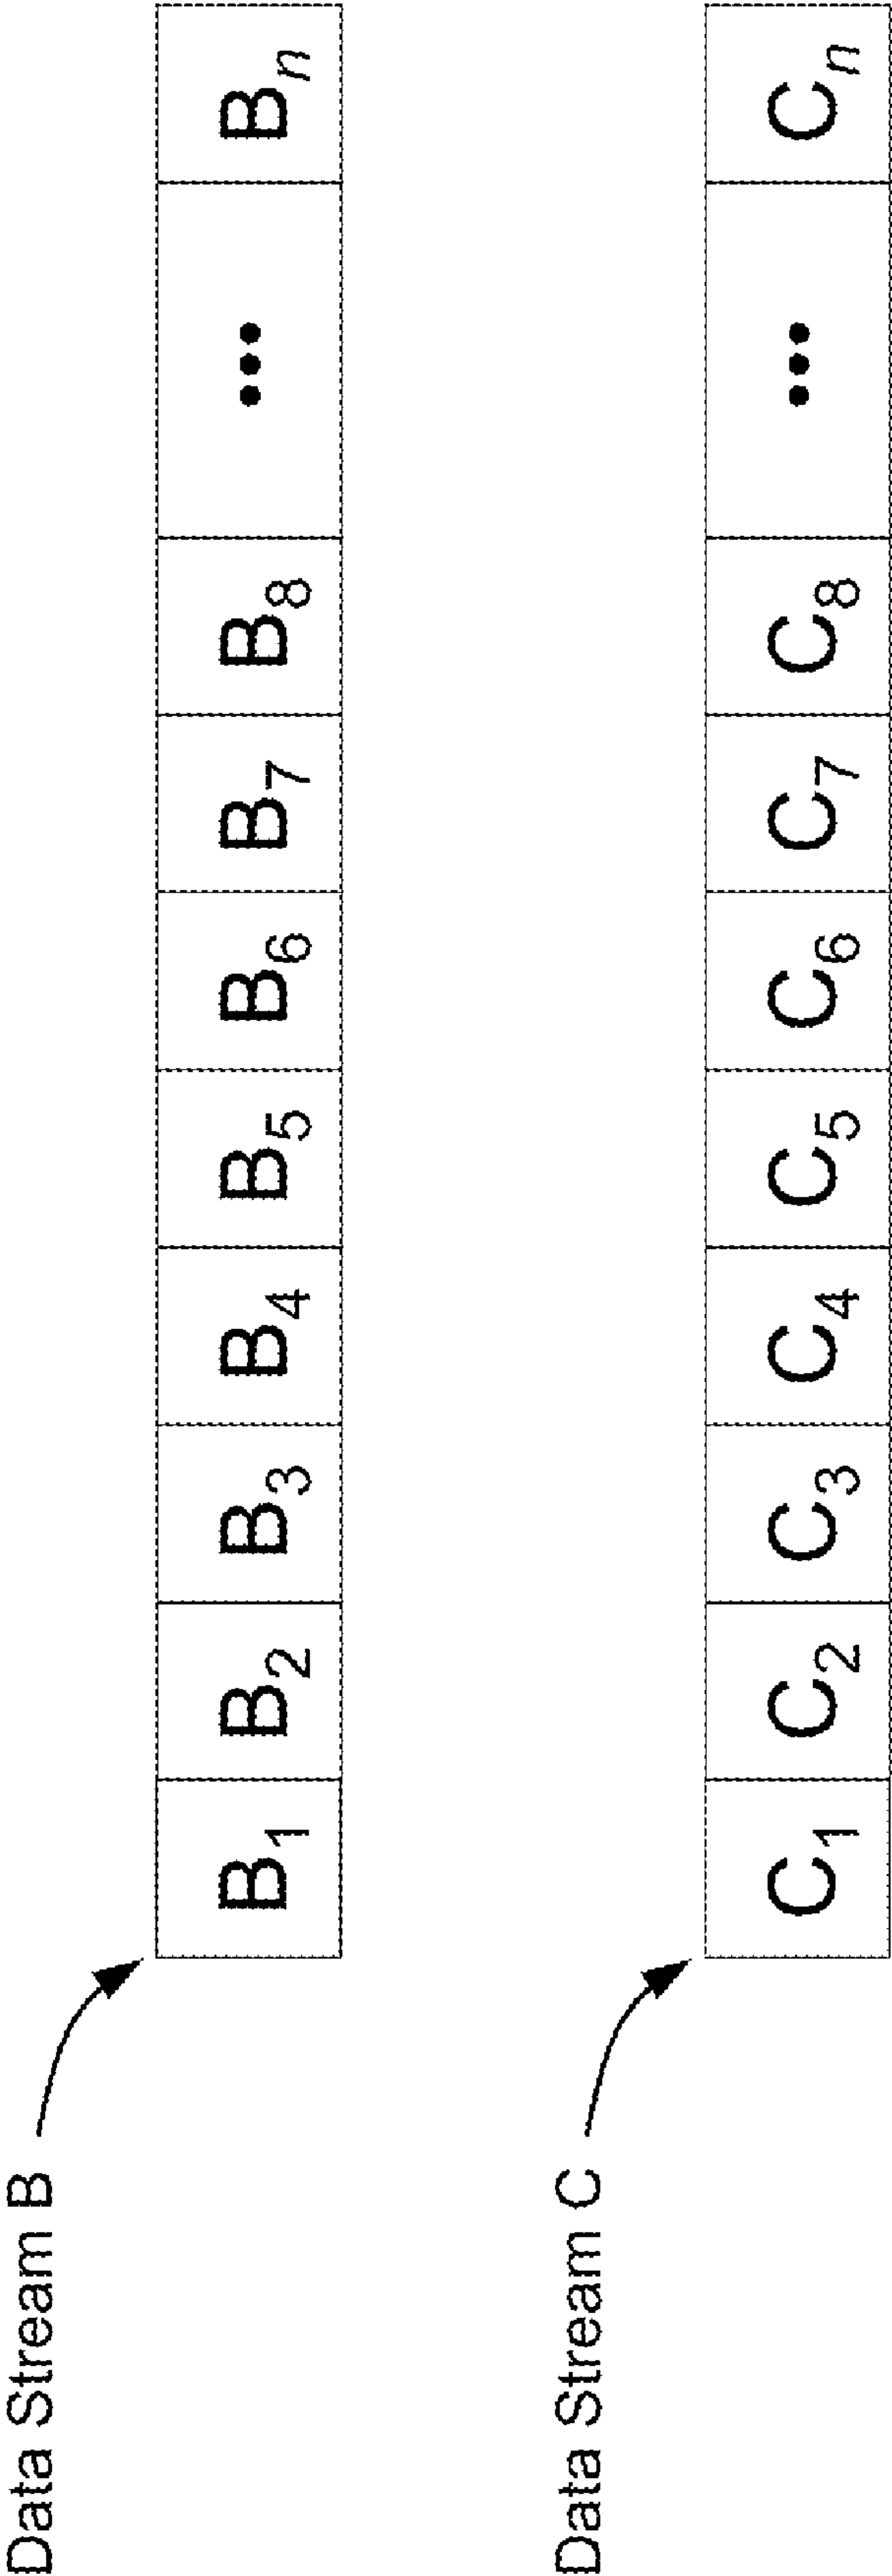 Data Stream B
B1 B2 B3 B4 B5 B6 B7 B8 ••• Bn
Data Stream C
C1 C2 C3 C4 C5 C6 C7 C8 ••• Cn